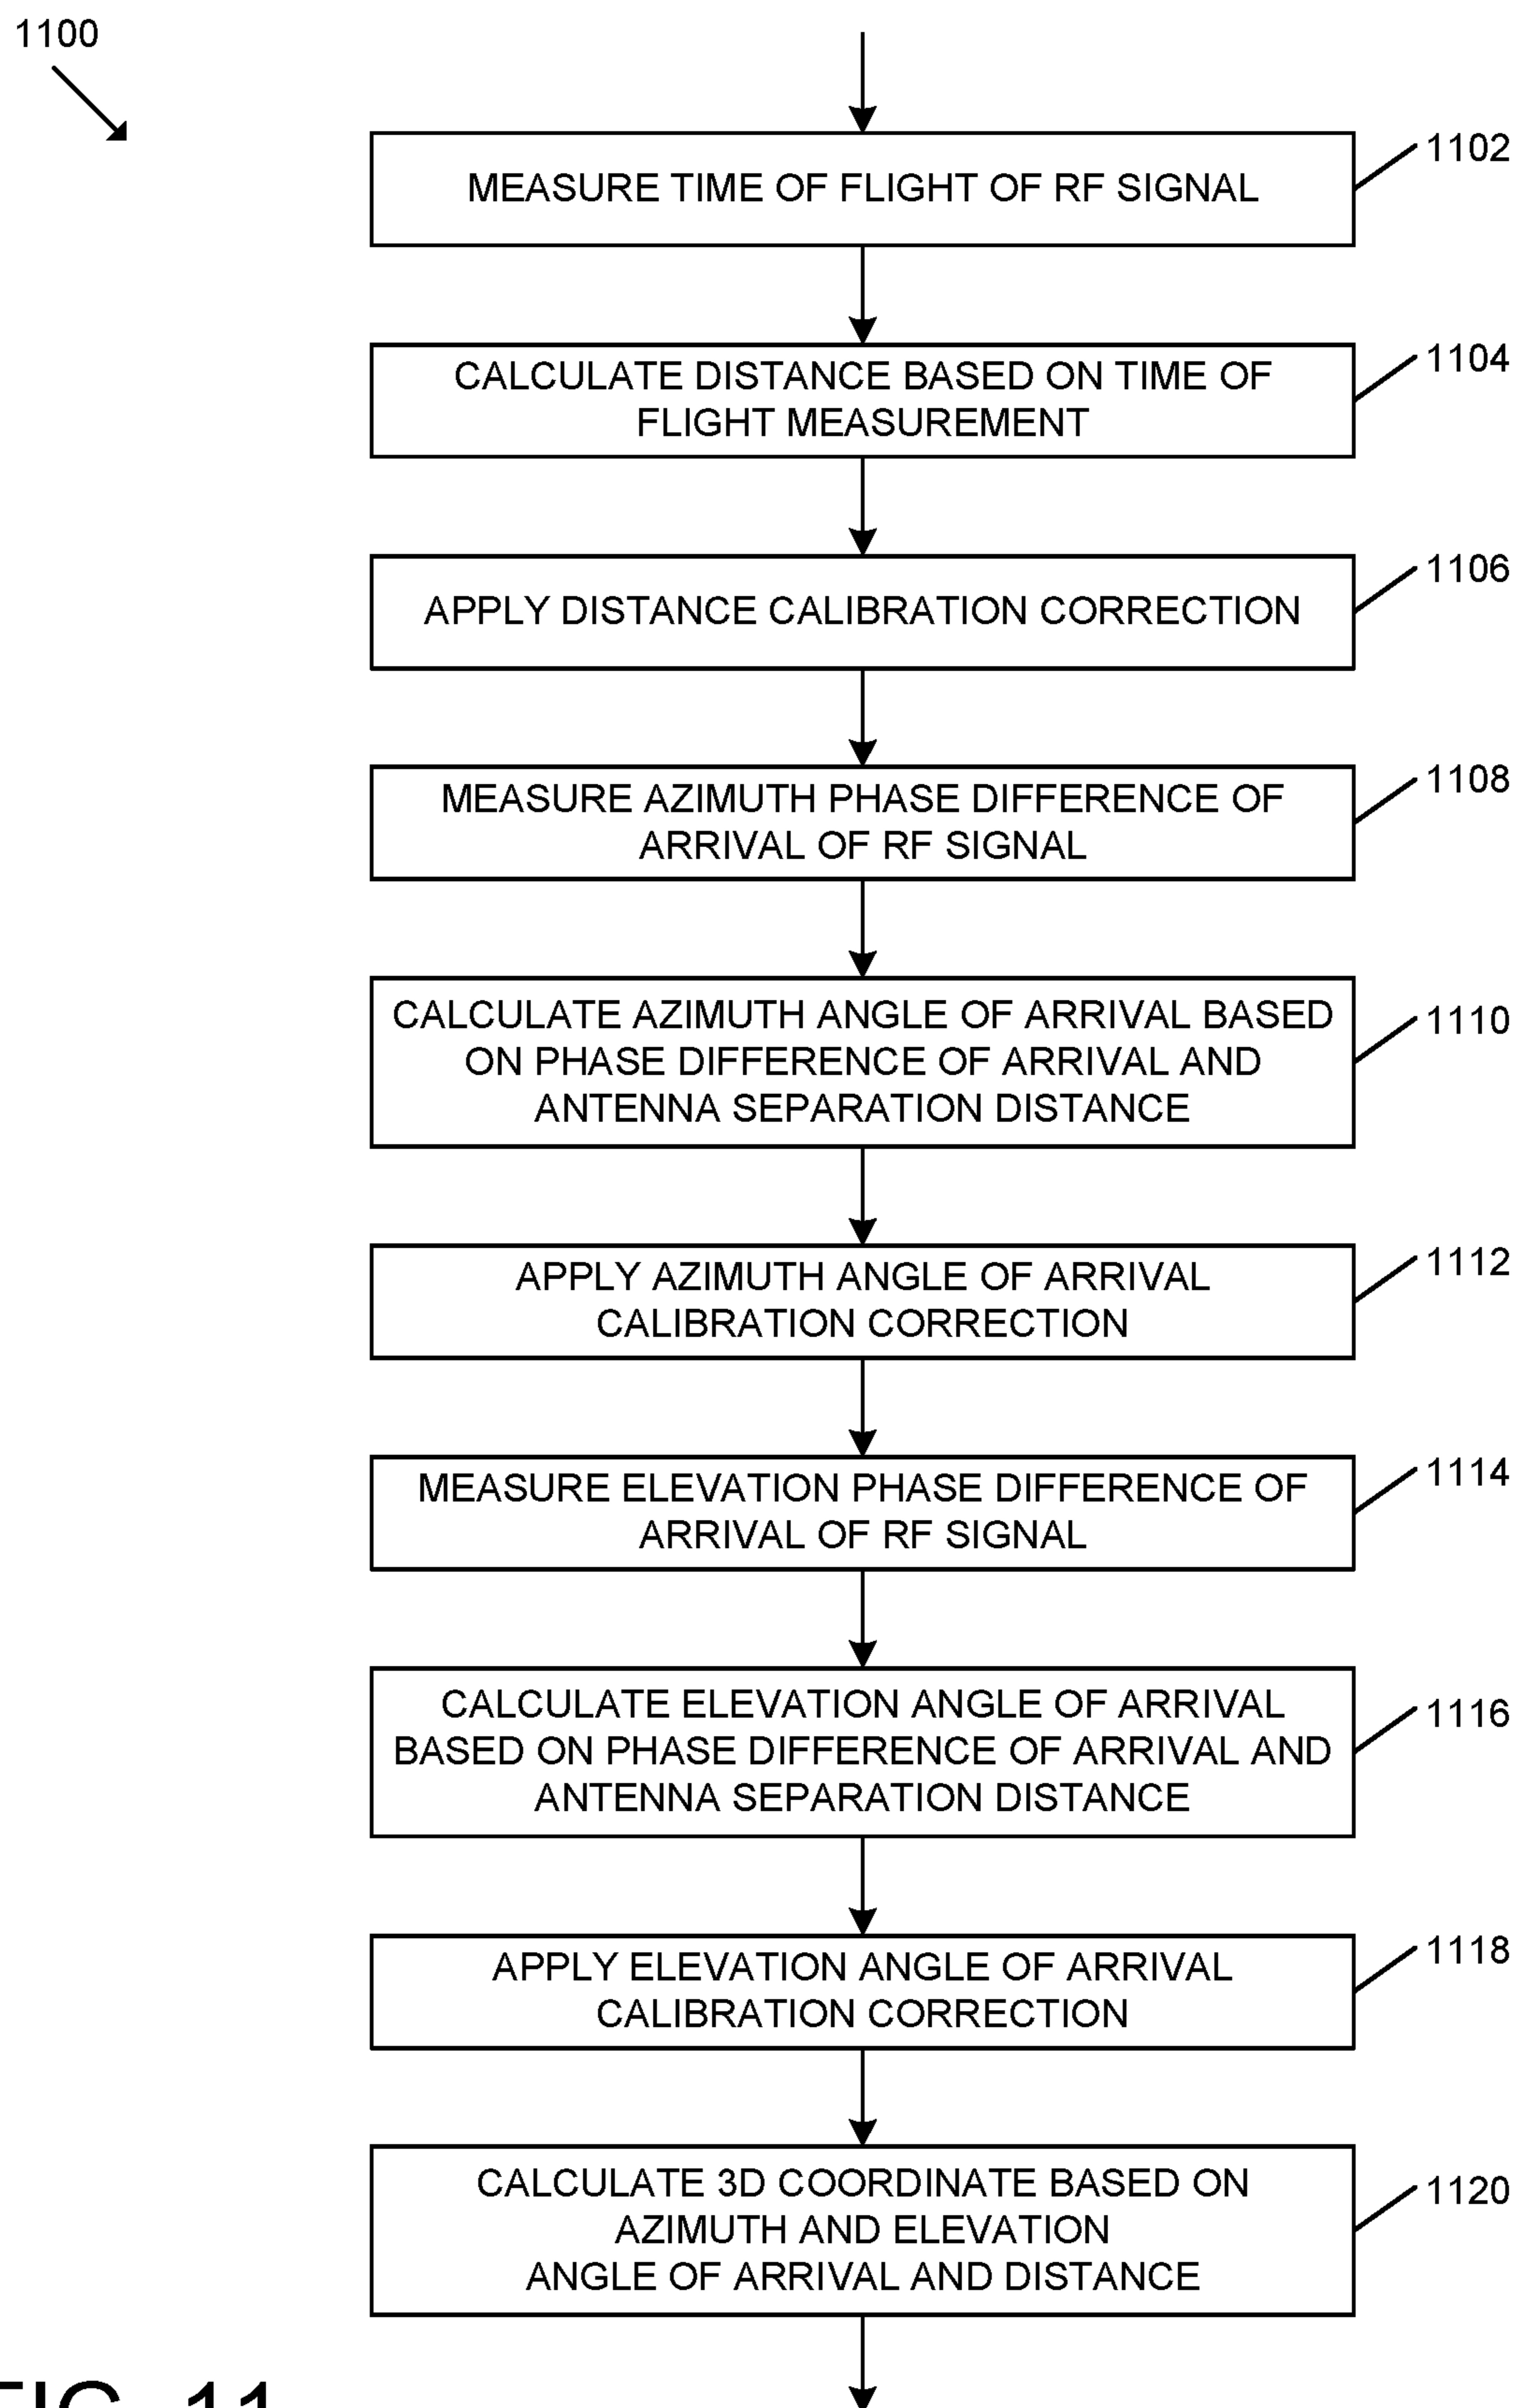 1100
MEASURE TIME OF FLIGHT OF RF SIGNAL
1102
CALCULATE DISTANCE BASED ON TIME OF
FLIGHT MEASUREMENT
1104
APPLY DISTANCE CALIBRATION CORRECTION
1106
MEASURE AZIMUTH PHASE DIFFERENCE OF
ARRIVAL OF RF SIGNAL
1108
CALCULATE AZIMUTH ANGLE OF ARRIVAL BASED
ON PHASE DIFFERENCE OF ARRIVAL AND
ANTENNA SEPARATION DISTANCE
1110
APPLY AZIMUTH ANGLE OF ARRIVAL
CALIBRATION CORRECTION
1112
MEASURE ELEVATION PHASE DIFFERENCE OF
ARRIVAL OF RF SIGNAL
1114
CALCULATE ELEVATION ANGLE OF ARRIVAL
BASED ON PHASE DIFFERENCE OF ARRIVAL AND
ANTENNA SEPARATION DISTANCE
1116
APPLY ELEVATION ANGLE OF ARRIVAL
CALIBRATION CORRECTION
1118
CALCULATE 3D COORDINATE BASED ON
AZIMUTH AND ELEVATION
ANGLE OF ARRIVAL AND DISTANCE
1120
FIG. 11